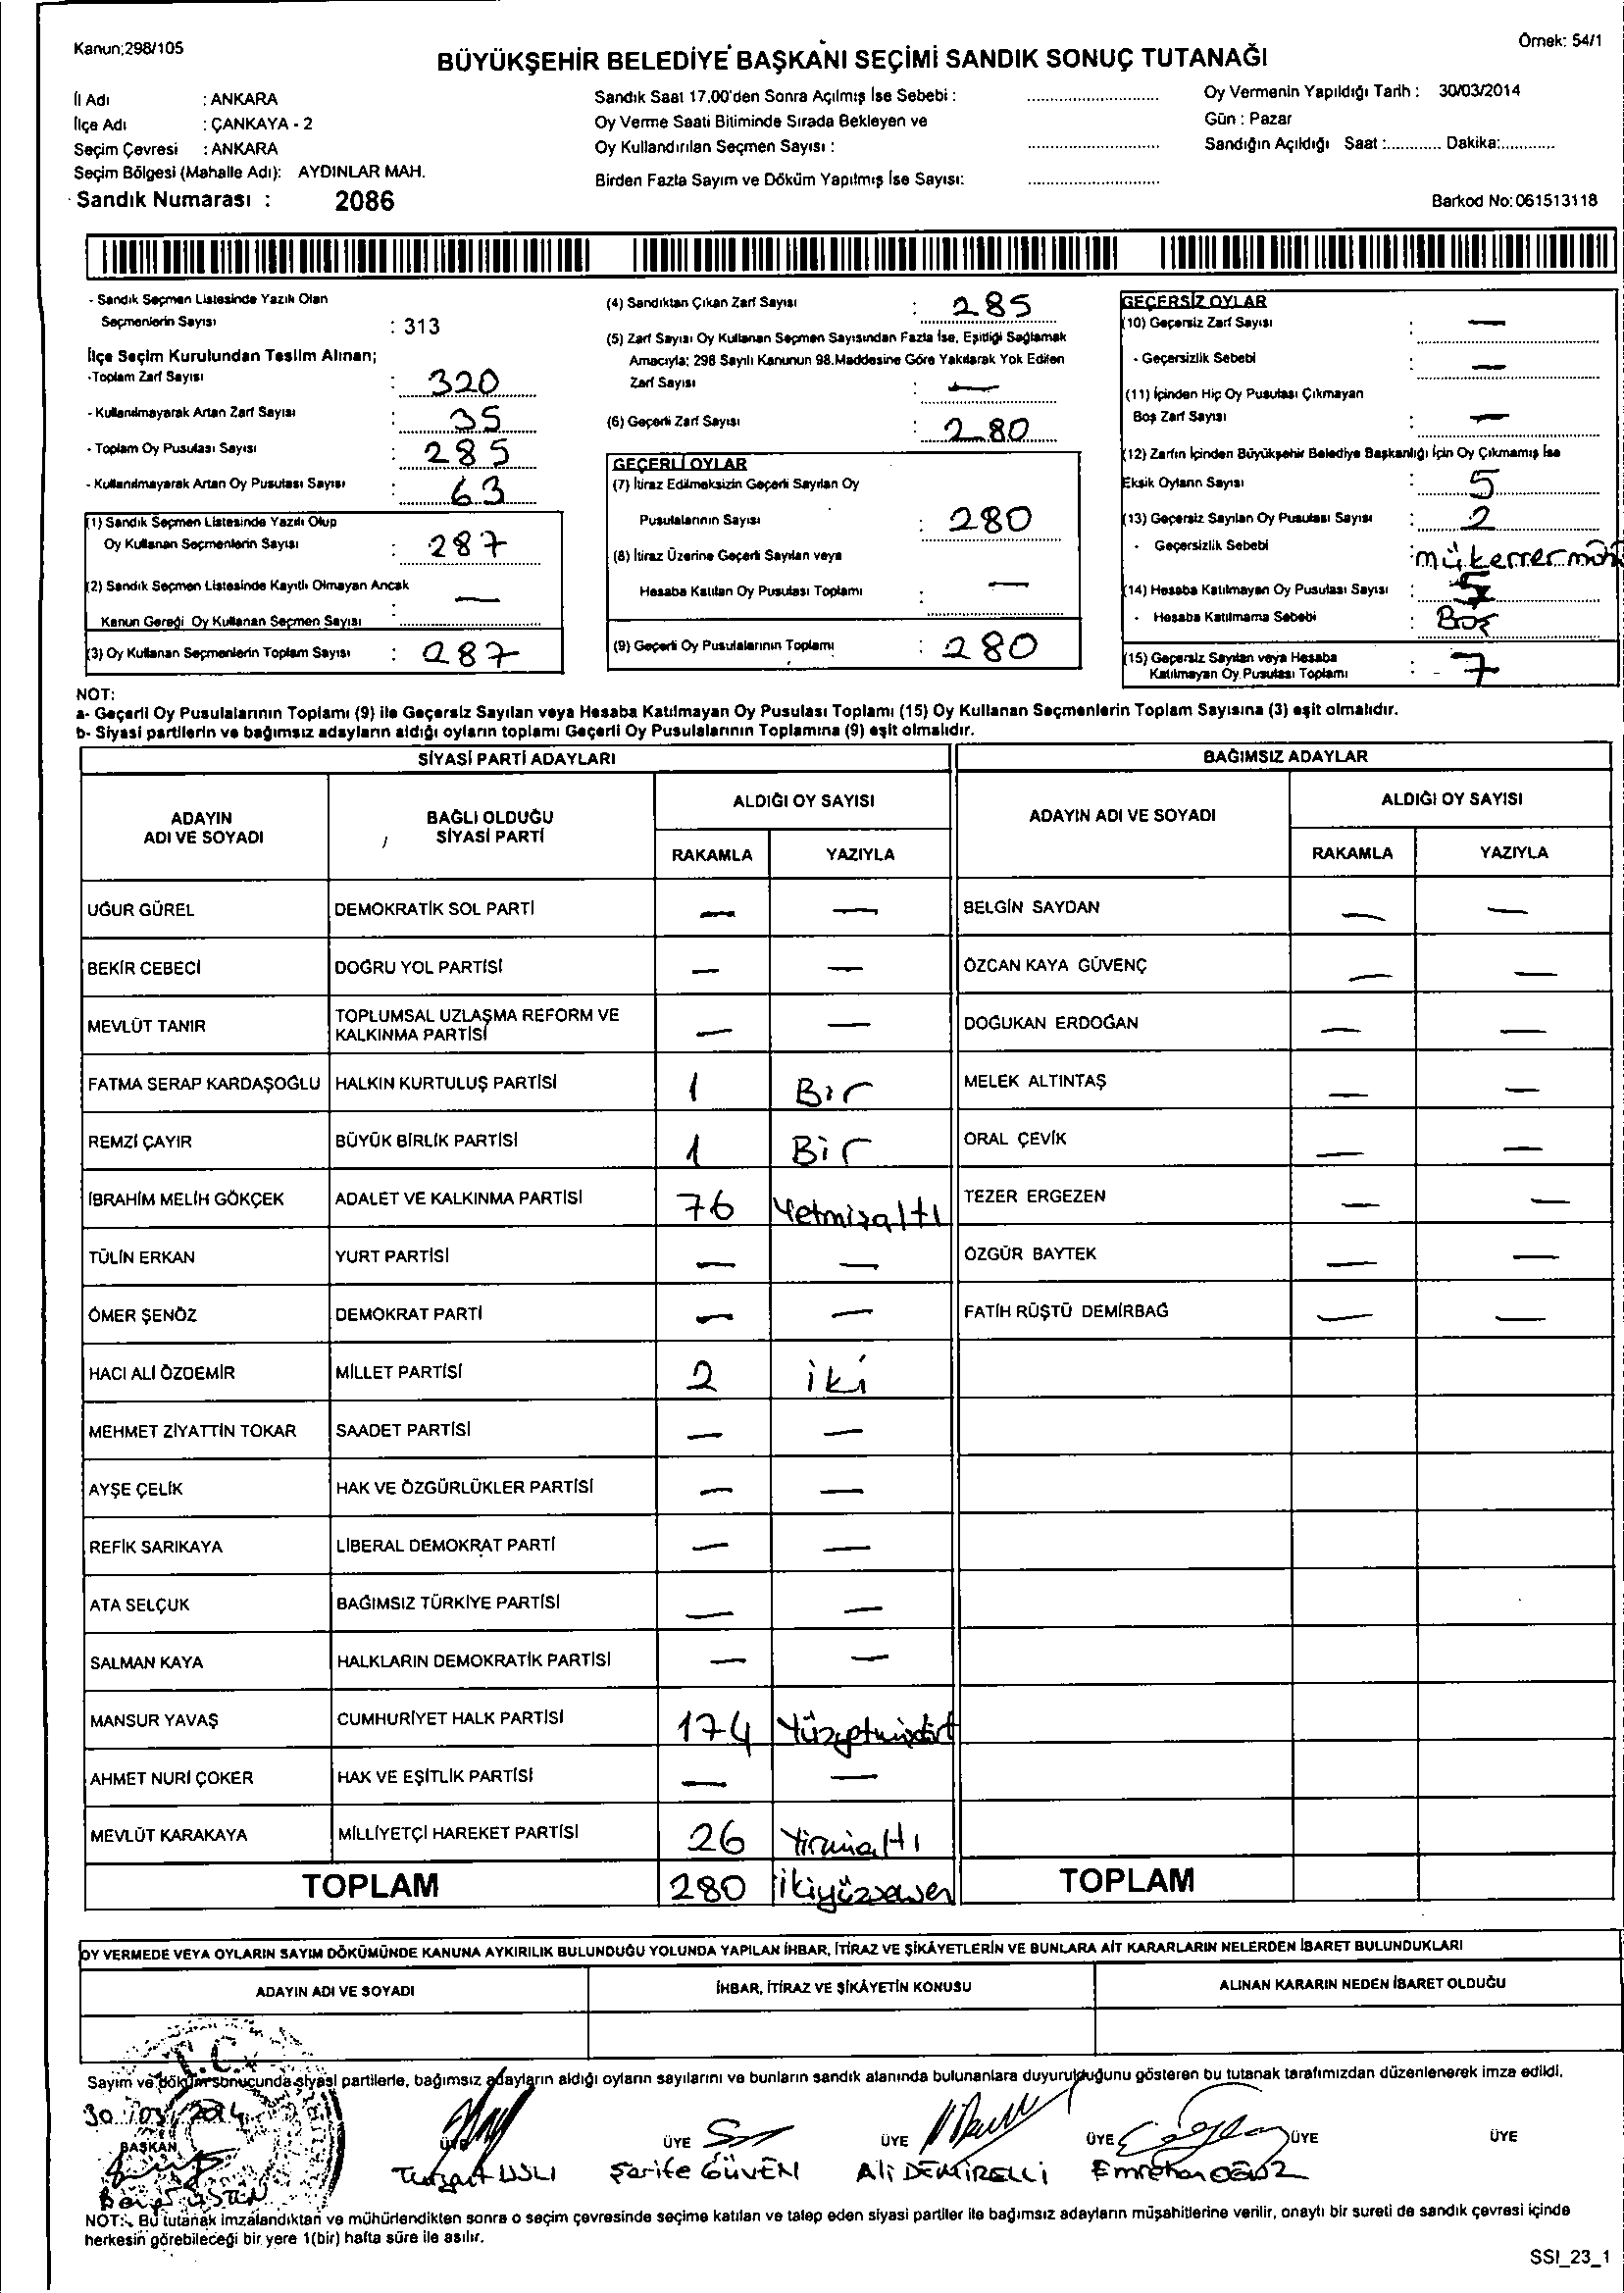 Kanun;298/105
Örnek: 54/1
BÜYÜKŞEHİR BELEDİYE BAŞKANI SEÇİMİ SANDIK SONUÇ TUTANAĞI
İl Adı : ANKARA
İlçe Adı : ÇANKAYA - 2
Seçim Çevresi : ANKARA
Seçim Bölgesi (Mahalle Adı): AYDINLAR MAH.
Sandık Numarası : 2086
Sandık Saat 17.00'den Sonra Açılmış İse Sebebi :
Oy Verme Saati Bitiminde Sırada Bekleyen ve
Oy Kullandırılan Seçmen Sayısı :
Birden Fazla Sayım ve Döküm Yapılmış İse Sayısı:
Oy Vermenin Yapıldığı Tarih : 30/03/2014
Gün : Pazar
Sandığın Açıldığı Saat :............ Dakika:............
Barkod No:061513118
- Sandık Seçmen Listesinde Yazılı Olan
Seçmenlerin Sayısı : 313
İlçe Seçim Kurulundan Teslim Alınan;
-Toplam Zarf Sayısı : 320
- Kullanılmayarak Artan Zarf Sayısı : 35
- Toplam Oy Pusulası Sayısı : 285
- Kullanılmayarak Artan Oy Pusulası Sayısı : 63
(1) Sandık Seçmen Listesinde Yazılı Olup
Oy Kullanan Seçmenlerin Sayısı : 287
(2) Sandık Seçmen Listesinde Kayıtlı Olmayan Ancak
Kanun Gereği Oy Kullanan Seçmen Sayısı : —
(3) Oy Kullanan Seçmenlerin Toplam Sayısı : 287
(4) Sandıktan Çıkan Zarf Sayısı : 285
(5) Zarf Sayısı Oy Kullanan Seçmen Sayısından Fazla İse, Eşitliği Sağlamak
Amacıyla; 298 Sayılı Kanunun 98.Maddesine Göre Yakılarak Yok Edilen
Zarf Sayısı : —
(6) Geçerli Zarf Sayısı : 280
GEÇERLİ OYLAR
(7) İtiraz Edilmeksizin Geçerli Sayılan Oy
Pusulalarının Sayısı : 280
(8) İtiraz Üzerine Geçerli Sayılan veya
Hesaba Katılan Oy Pusulası Toplamı : —
(9) Geçerli Oy Pusulalarının Toplamı : 280
GEÇERSİZ OYLAR
(10) Geçersiz Zarf Sayısı : —
- Geçersizlik Sebebi : —
(11) İçinden Hiç Oy Pusulası Çıkmayan
Boş Zarf Sayısı : —
(12) Zarfın İçinden Büyükşehir Belediye Başkanlığı İçin Oy Çıkmamış İse
Eksik Oyların Sayısı : 5
(13) Geçersiz Sayılan Oy Pusulası Sayısı : 2
- Geçersizlik Sebebi : mükerrer
(14) Hesaba Katılmayan Oy Pusulası Sayısı : 5
- Hesaba Katılmama Sebebi : Boş
(15) Geçersiz Sayılan veya Hesaba
Katılmayan Oy Pusulası Toplamı : 7
NOT:
a- Geçerli Oy Pusulalarının Toplamı (9) ile Geçersiz Sayılan veya Hesaba Katılmayan Oy Pusulası Toplamı (15) Oy Kullanan Seçmenlerin Toplam Sayısına (3) eşit olmalıdır.
b- Siyasi partilerin ve bağımsız adayların aldığı oyların toplamı Geçerli Oy Pusulalarının Toplamına (9) eşit olmalıdır.
SİYASİ PARTİ ADAYLARI BAĞIMSIZ ADAYLAR
ADAYIN ADI VE SOYADI BAĞLI OLDUĞU SİYASİ PARTİ ALDIĞI OY SAYISI ADAYIN ADI VE SOYADI ALDIĞI OY SAYISI
RAKAMLA YAZIYLA RAKAMLA YAZIYLA
UĞUR GÜREL DEMOKRATİK SOL PARTİ — — BELGİN SAYDAN — —
BEKİR CEBECİ DOĞRU YOL PARTİSİ — — ÖZCAN KAYA GÜVENÇ — —
MEVLÜT TANIR TOPLUMSAL UZLAŞMA REFORM VE KALKINMA PARTİSİ — — DOĞUKAN ERDOĞAN — —
FATMA SERAP KARDAŞOĞLU HALKIN KURTULUŞ PARTİSİ 1 Bir MELEK ALTINTAŞ — —
REMZİ ÇAYIR BÜYÜK BİRLİK PARTİSİ 1 Bir ORAL ÇEVİK — —
İBRAHİM MELİH GÖKÇEK ADALET VE KALKINMA PARTİSİ 76 Yetmişaltı TEZER ERGEZEN — —
TÜLİN ERKAN YURT PARTİSİ — — ÖZGÜR BAYTEK — —
ÖMER ŞENÖZ DEMOKRAT PARTİ — — FATİH RÜŞTÜ DEMİRBAĞ — —
HACI ALİ ÖZDEMİR MİLLET PARTİSİ 2 iki
MEHMET ZİYATTİN TOKAR SAADET PARTİSİ — —
AYŞE ÇELİK HAK VE ÖZGÜRLÜKLER PARTİSİ — —
REFİK SARIKAYA LİBERAL DEMOKRAT PARTİ — —
ATA SELÇUK BAĞIMSIZ TÜRKİYE PARTİSİ — —
SALMAN KAYA HALKLARIN DEMOKRATİK PARTİSİ — —
MANSUR YAVAŞ CUMHURİYET HALK PARTİSİ 174
AHMET NURİ ÇOKER HAK VE EŞİTLİK PARTİSİ — —
MEVLÜT KARAKAYA MİLLİYETÇİ HAREKET PARTİSİ 26 Yirmialtı
TOPLAM 280 TOPLAM
OY VERMEDE VEYA OYLARIN SAYIM DÖKÜMÜNDE KANUNA AYKIRILIK BULUNDUĞU YOLUNDA YAPILAN İHBAR, İTİRAZ VE ŞİKÂYETLERİN VE BUNLARA AİT KARARLARIN NELERDEN İBARET BULUNDUKLARI
ADAYIN ADI VE SOYADI İHBAR, İTİRAZ VE ŞİKÂYETİN KONUSU ALINAN KARARIN NEDEN İBARET OLDUĞU
T.C.
Sayım ve döküm sonucunda siyasi partilerle, bağımsız adayların aldığı oyların sayılarını ve bunların sandık alanında bulunanlara duyurulduğunu gösteren bu tutanak tarafımızdan düzenlenerek imza edildi.
30/03/2014
BAŞKAN ÜYE ÜYE ÜYE ÜYE ÜYE ÜYE
Turgut USLU Şerife GÜVEN Ali DEMİRELLİ Emrehan OĞUZ
ÜSTÜN
NOT: Bu tutanak imzalandıktan ve mühürlendikten sonra o seçim çevresinde seçime katılan ve talep eden siyasi partiler ile bağımsız adayların müşahitlerine verilir, onaylı bir sureti de sandık çevresi içinde
herkesin görebileceği bir yere 1(bir) hafta süre ile asılır.
SSI_23_1